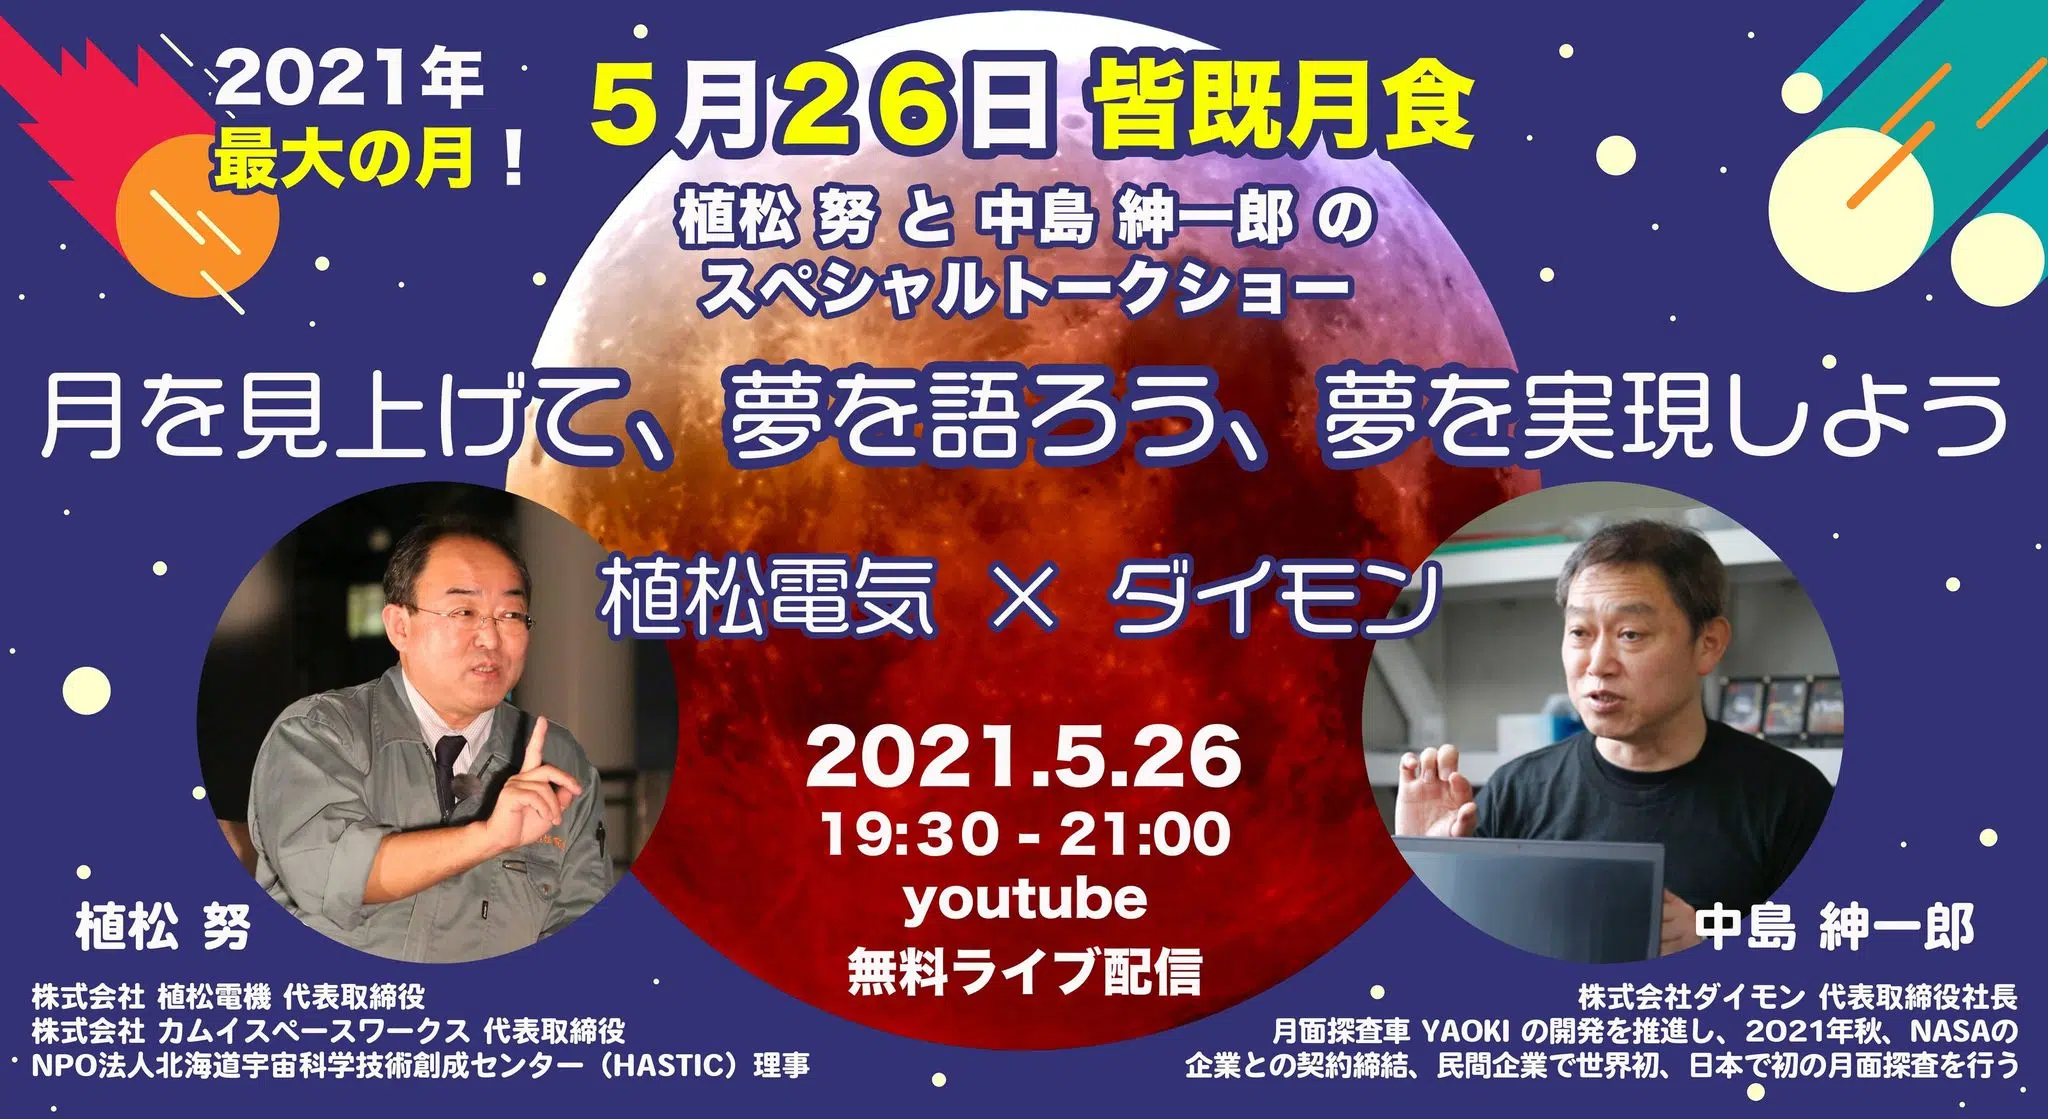 2021年
最大の月！
5月26日 皆既月食
植松 努 と 中島 紳一郎 の
スペシャルトークショー
月を見上げて、夢を語ろう、夢を実現しよう
植松電気 × ダイモン
2021.5.26
19:30 - 21:00
youtube
無料ライブ配信
植松 努
株式会社 植松電機 代表取締役
株式会社 カムイスペースワークス 代表取締役
NPO法人北海道宇宙科学技術創成センター（HASTIC）理事
中島 紳一郎
株式会社ダイモン 代表取締役社長
月面探査車 YAOKI の開発を推進し、2021年秋、NASAの
企業との契約締結、民間企業で世界初、日本で初の月面探査を行う